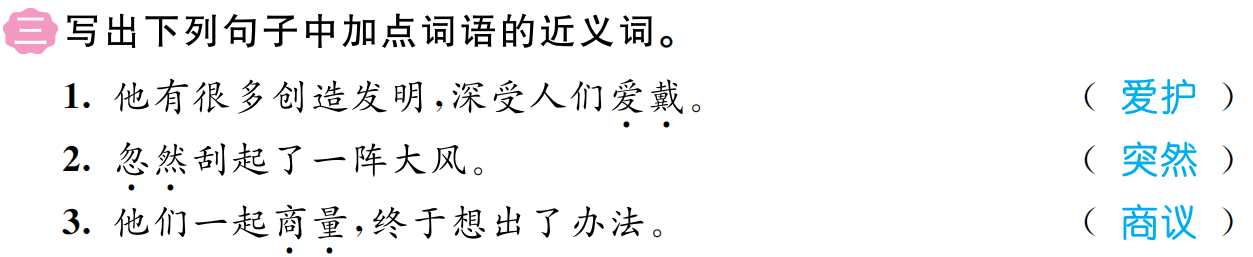 三 写出下列句子中加点词语的近义词。
1. 他有很多创造发明,深受人们爱戴。 ( 爱护 )
2. 忽然刮起了一阵大风。 ( 突然 )
3. 他们一起商量,终于想出了办法。 ( 商议 )